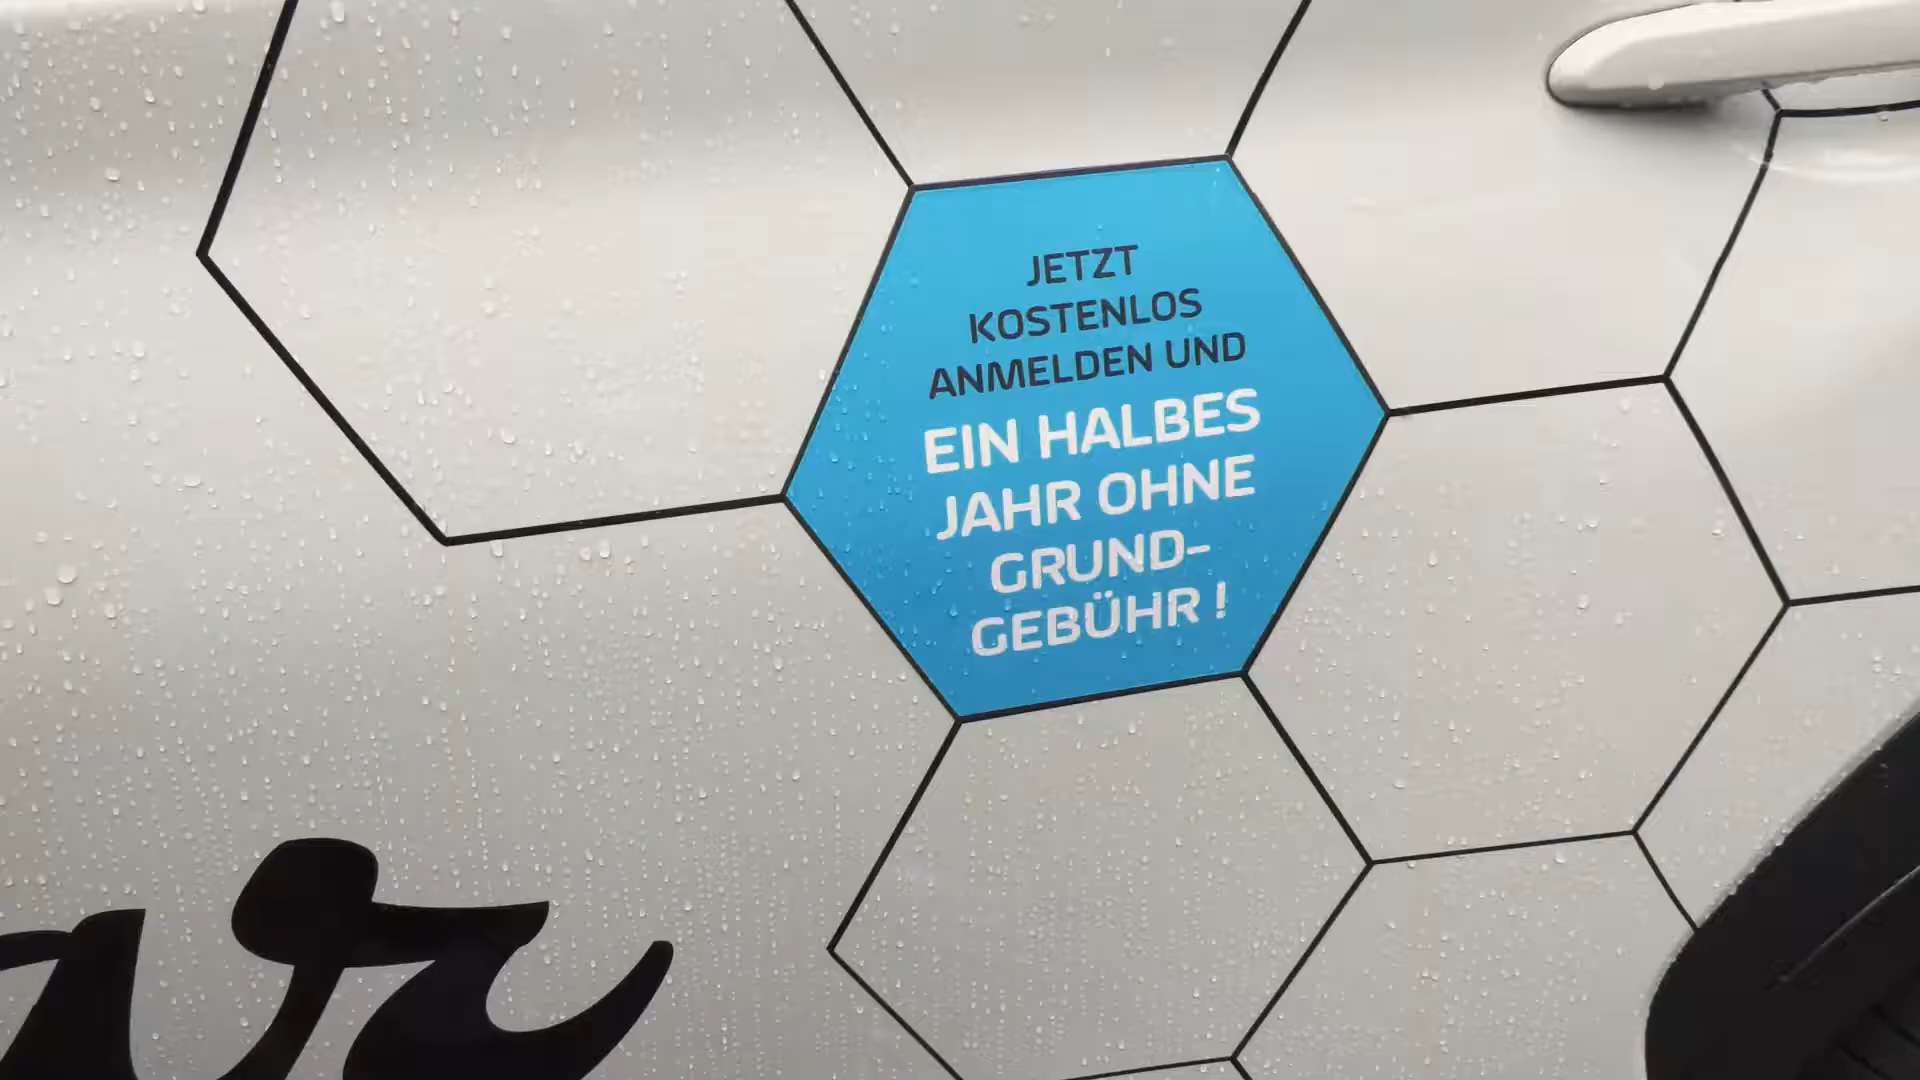 JETZT
KOSTENLOS
ANMELDEN UND
EIN HALBES
JAHR OHNE
GRUND-
GEBÜHR !